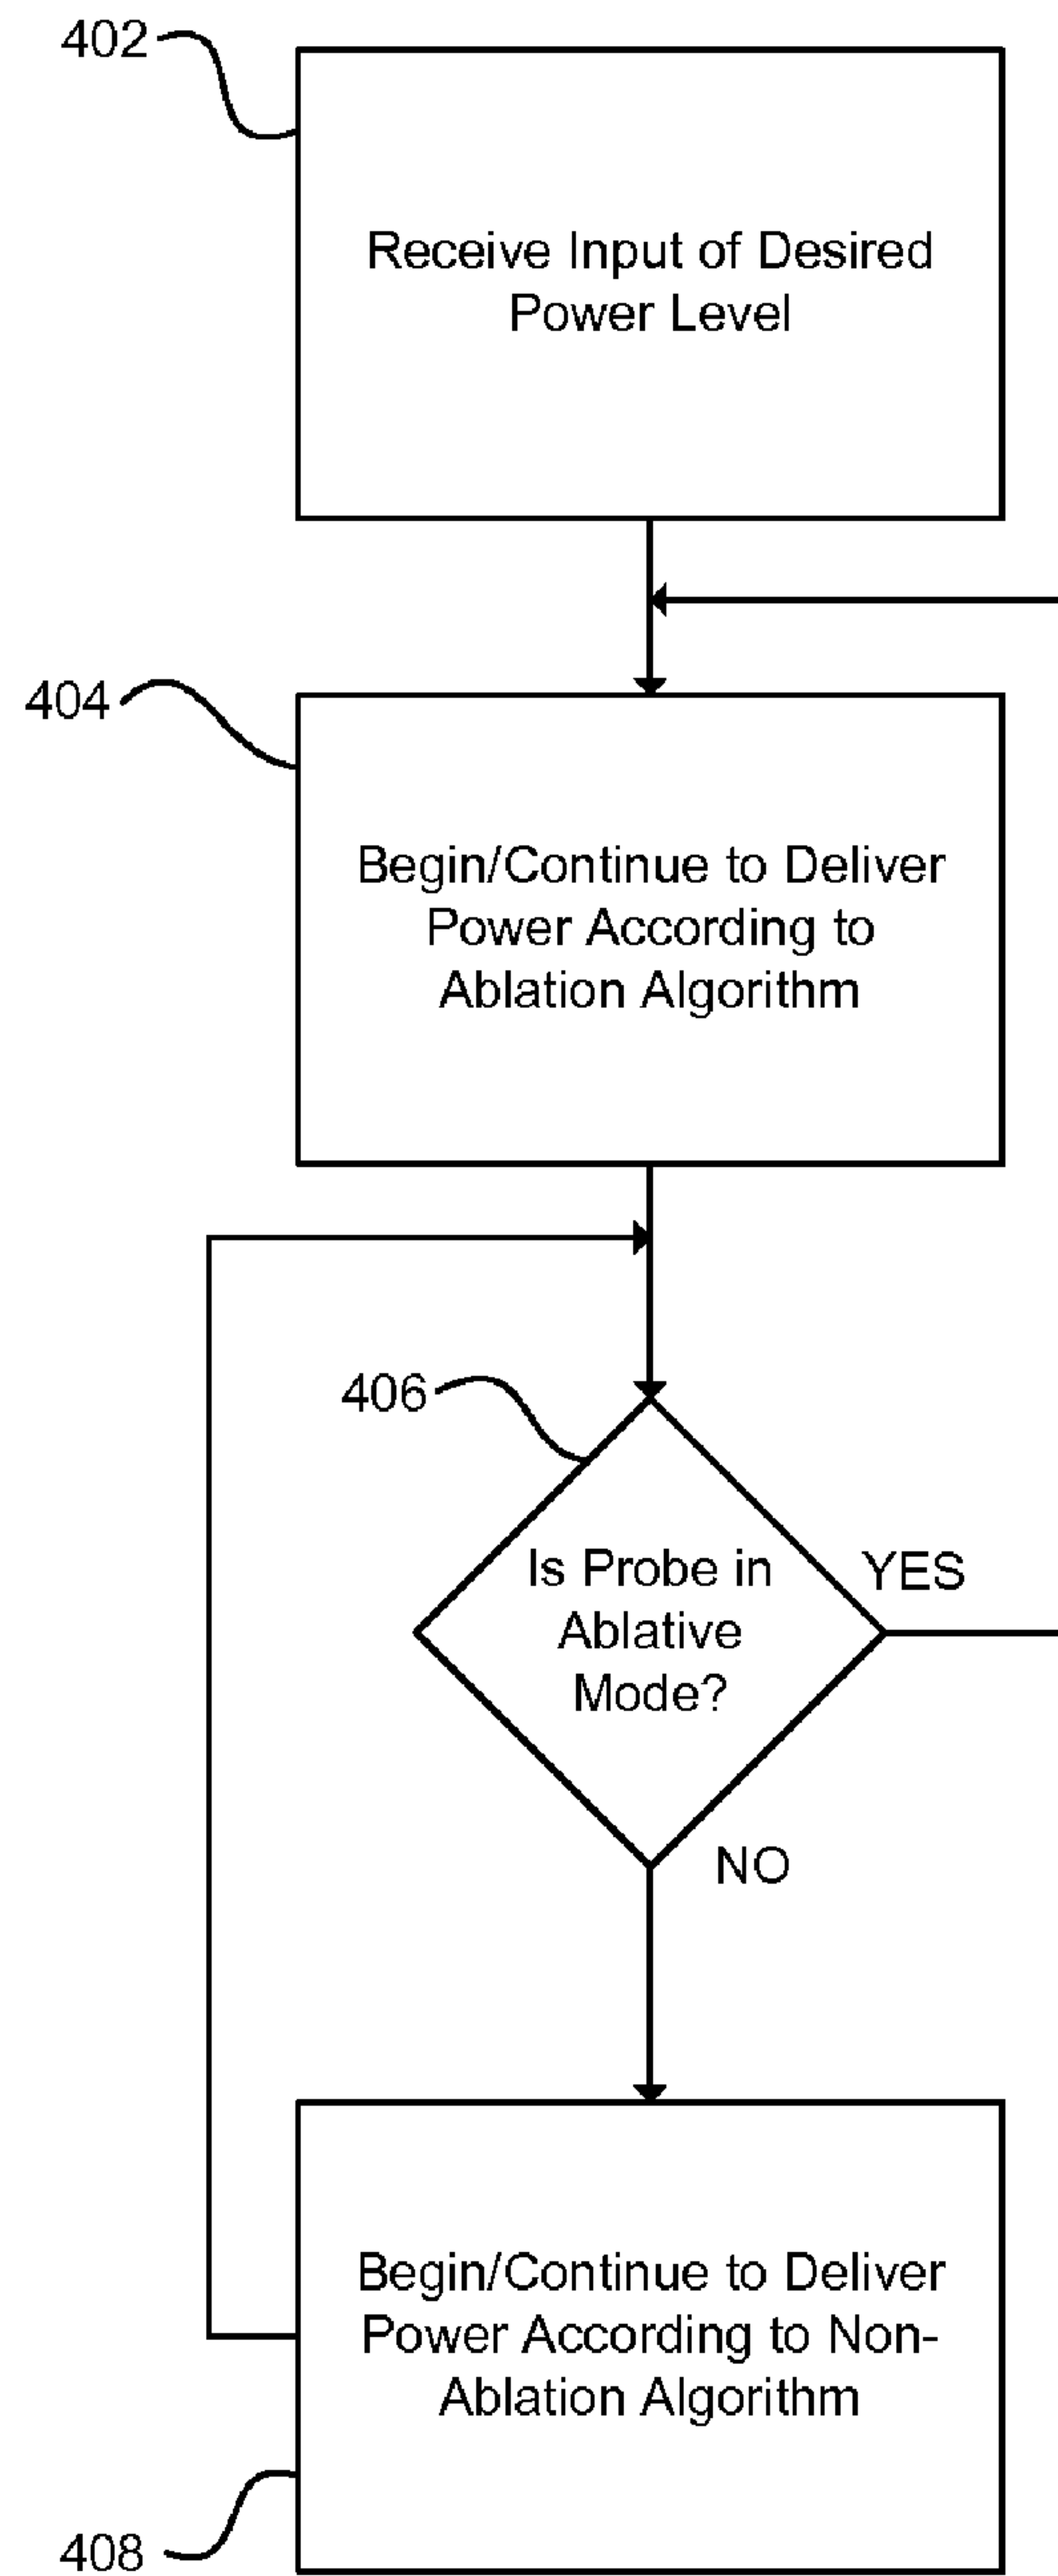 402
Receive Input of Desired
Power Level
404
Begin/Continue to Deliver
Power According to
Ablation Algorithm
406
Is Probe in
Ablative
Mode?
YES
NO
Begin/Continue to Deliver
Power According to Non-
Ablation Algorithm
408